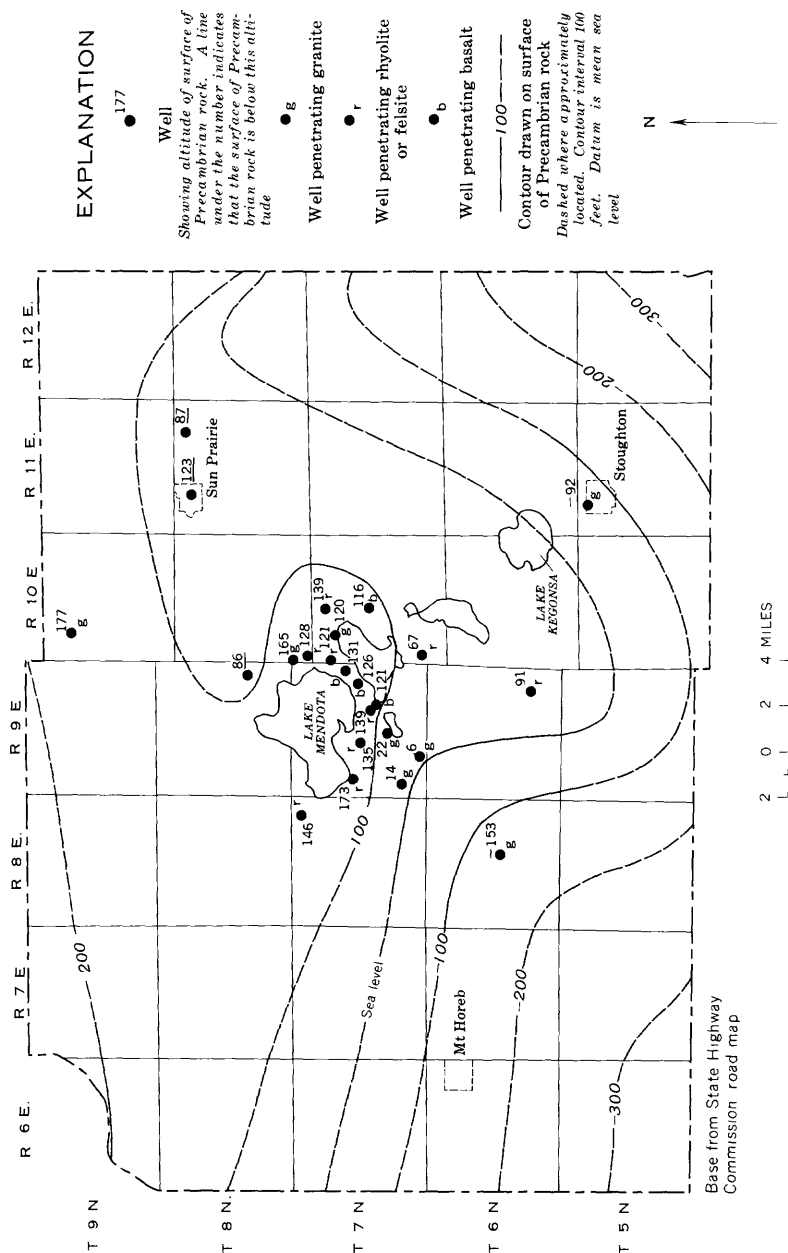 EXPLANATION
177
Well
Showing altitude of surface of
Precambrian rock. A line
under the number indicates
that the surface of Precam-
brian rock is below this alti-
tude
g
Well penetrating granite
r
Well penetrating rhyolite
or felsite
b
Well penetrating basalt
100
Contour drawn on surface
of Precambrian rock
Dashed where approximately
located. Contour interval 100
feet. Datum is mean sea
level
N
R 6 E.
R 7 E
R 8 E.
R 9 E
R 10 E
R 11 E.
R 12 E.
T 9 N
T 8 N.
T 7 N
T 6 N
T 5 N
200
177
g
86
123
87
Sun Prairie
LAKE
MENDOTA
165
g
128
r
139
r
121
r
120
g
131
b
126
b
116
b
121
b
139
r
135
r
173
r
146
r
100
22
g
14
g
6
g
67
r
Sea level
-100
-153
g
91
r
LAKE
KEGONSA
-92
g
Stoughton
Mt Horeb
-200
-300
-200
-300
Base from State Highway
Commission road map
2 0 2 4 MILES